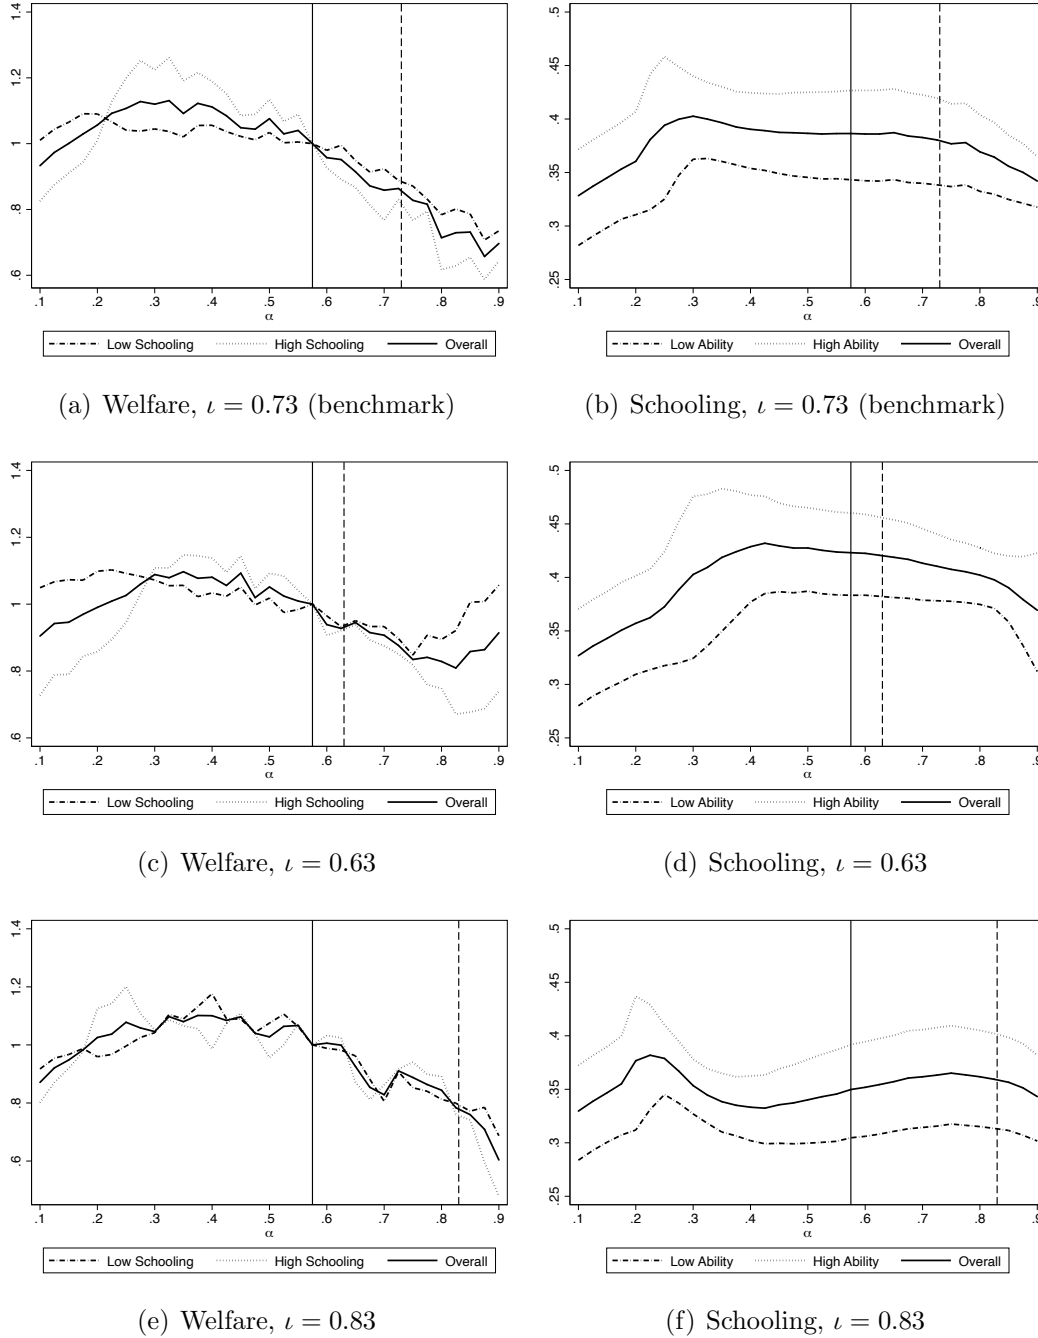 1.4 .5
1.2 .45
1 .4
.8 .35
.6 .3
.25
.1 .2 .3 .4 .5 .6 .7 .8 .9 .1 .2 .3 .4 .5 .6 .7 .8 .9
α α
Low Schooling High Schooling Overall Low Ability High Ability Overall
(a) Welfare, ι = 0.73 (benchmark) (b) Schooling, ι = 0.73 (benchmark)
1.4 .5
1.2 .45
1 .4
.8 .35
.6 .3
.25
.1 .2 .3 .4 .5 .6 .7 .8 .9 .1 .2 .3 .4 .5 .6 .7 .8 .9
α α
Low Schooling High Schooling Overall Low Ability High Ability Overall
(c) Welfare, ι = 0.63 (d) Schooling, ι = 0.63
1.4 .5
1.2 .45
1 .4
.8 .35
.6 .3
.25
.1 .2 .3 .4 .5 .6 .7 .8 .9 .1 .2 .3 .4 .5 .6 .7 .8 .9
α α
Low Schooling High Schooling Overall Low Ability High Ability Overall
(e) Welfare, ι = 0.83 (f) Schooling, ι = 0.83